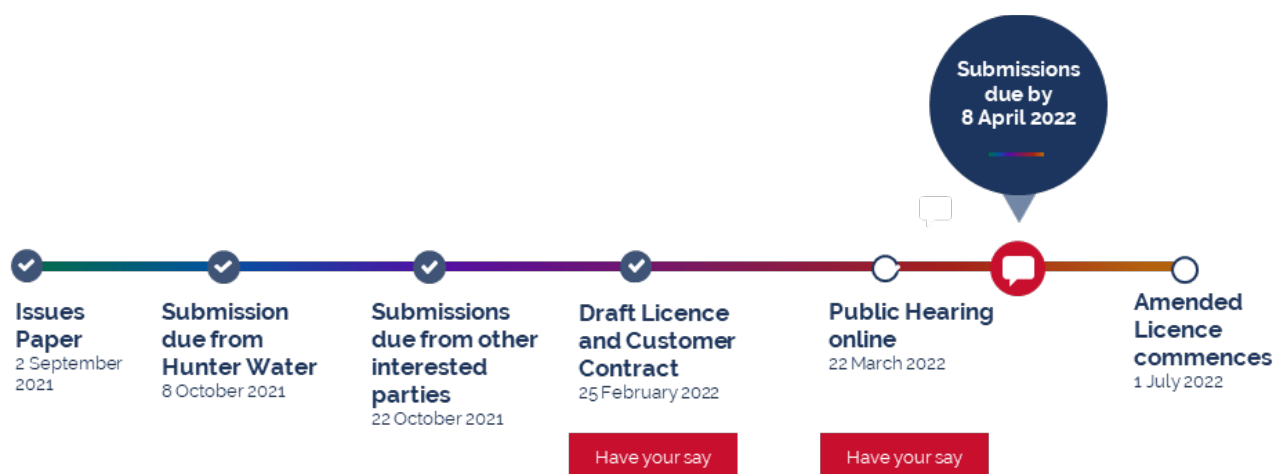 Submissions
due by
8 April 2022
Issues
Paper
2 September
2021
Submission
due from
Hunter Water
8 October 2021
Submissions
due from other
interested
parties
22 October 2021
Draft Licence
and Customer
Contract
25 February 2022
Have your say
Public Hearing
online
22 March 2022
Have your say
Amended
Licence
commences
1 July 2022